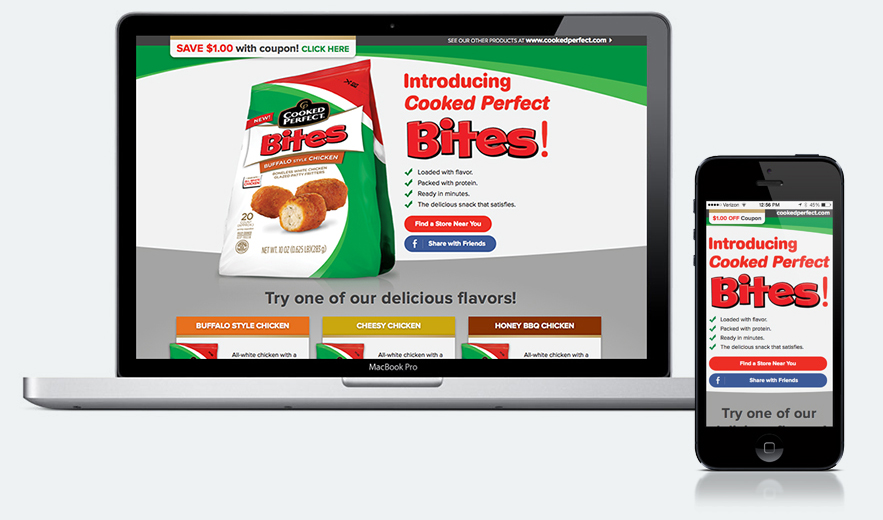 SAVE $1.00 with coupon! CLICK HERE
SEE OUR OTHER PRODUCTS AT www.cookedperfect.com
NEW!
COOKED
PERFECT
Bites
BUFFALO STYLE CHICKEN
BONELESS WHITE CHICKEN
GLAZED PATTY FRITTERS
20
NET WT. 10 OZ (0.625 LB)(283 g)
Introducing
Cooked Perfect
Bites!
Loaded with flavor.
Packed with protein.
Ready in minutes.
The delicious snack that satisfies.
Find a Store Near You
f Share with Friends
Try one of our delicious flavors!
BUFFALO STYLE CHICKEN
CHEESY CHICKEN
HONEY BBQ CHICKEN
All-white chicken with a
All-white chicken with a
All-white chicken with a
MacBook Pro
Verizon 12:56 PM 45%
$1.00 OFF Coupon
cookedperfect.com
Introducing
Cooked Perfect
Bites!
Loaded with flavor.
Packed with protein.
Ready in minutes.
The delicious snack that satisfies.
Find a Store Near You
f Share with Friends
Try one of our